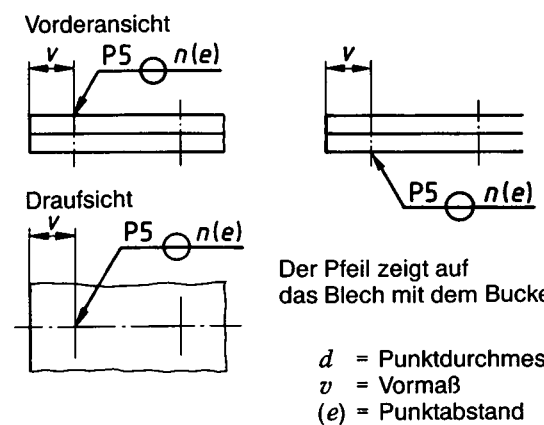 Vorderansicht
v
P5 n(e)
v
P5 n(e)
Draufsicht
v
P5 n(e)
Der Pfeil zeigt auf
das Blech mit dem Bucke
d = Punktdurchmes
v = Vormaß
(e) = Punktabstand